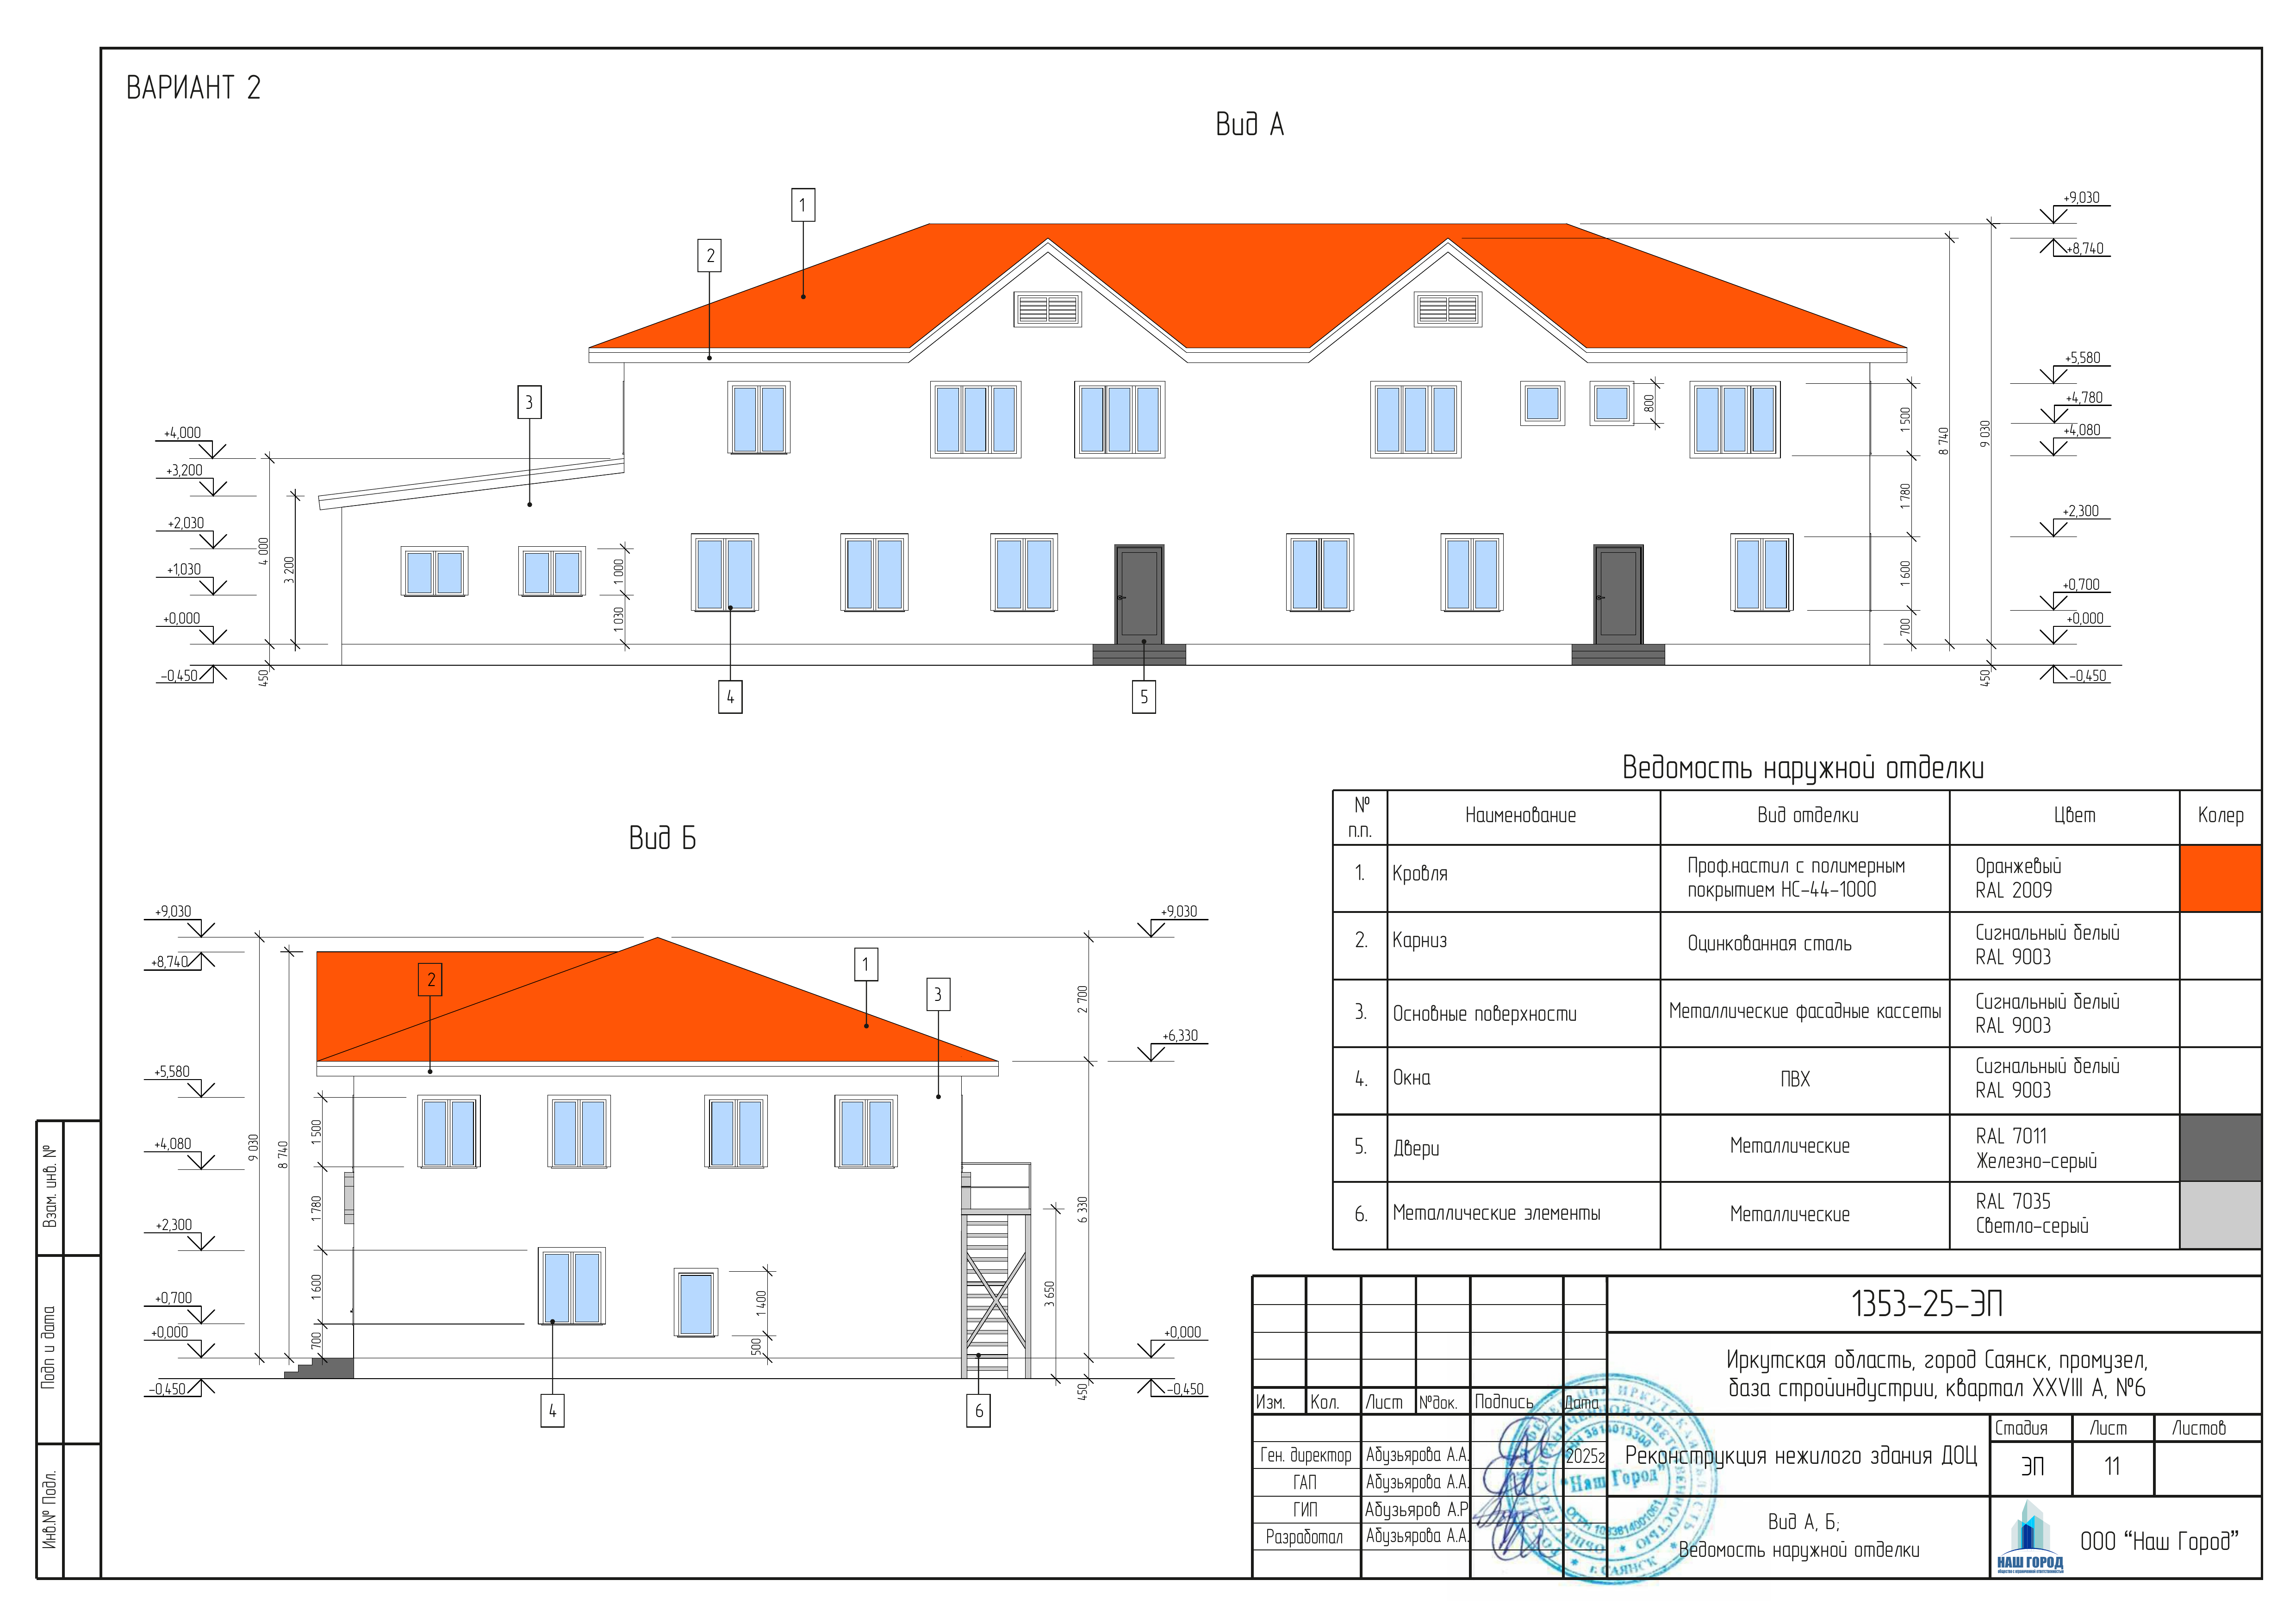 ВАРИАНТ 2
Вид А
1
2
3
4
5
+4,000
+3,200
+2,030
+1,030
+0,000
-0,450
4 000
3 200
450
1 000
1 030
800
1 500
1 780
1 600
700
8 740
9 030
450
+9,030
+8,740
+5,580
+4,780
+4,080
+2,300
+0,700
+0,000
-0,450
Вид Б
+9,030
+8,740
+5,580
+4,080
+2,300
+0,700
+0,000
-0,450
9 030
8 740
1 500
1 780
1 600
700
2
1
3
4
6
1 400
500
3 650
2 700
6 330
450
+9,030
+6,330
+0,000
-0,450
Ведомость наружной отделки
№ п.п. Наименование Вид отделки Цвет Колер
1. Кровля Проф.настил с полимерным покрытием НС-44-1000 Оранжевый RAL 2009
2. Карниз Оцинкованная сталь Сигнальный белый RAL 9003
3. Основные поверхности Металлические фасадные кассеты Сигнальный белый RAL 9003
4. Окна ПВХ Сигнальный белый RAL 9003
5. Двери Металлические RAL 7011 Железно-серый
6. Металлические элементы Металлические RAL 7035 Светло-серый
1353-25-ЭП
Иркутская область, город Саянск, промузел,
база стройиндустрии, квартал XXVIII А, №6
Изм. Кол. Лист №док. Подпись Дата
Ген. директор Абузьярова А.А. 2025г
ГАП Абузьярова А.А.
ГИП Абузьяров А.Р
Разработал Абузьярова А.А.
Реконструкция нежилого здания ДОЦ
Стадия Лист Листов
ЭП 11
Вид А, Б;
Ведомость наружной отделки
НАШ ГОРОД
ООО “Наш Город”
"Наш Город"
г. САЯНСК
Взам. инв. №
Подп и дата
Инв.№ Подл.